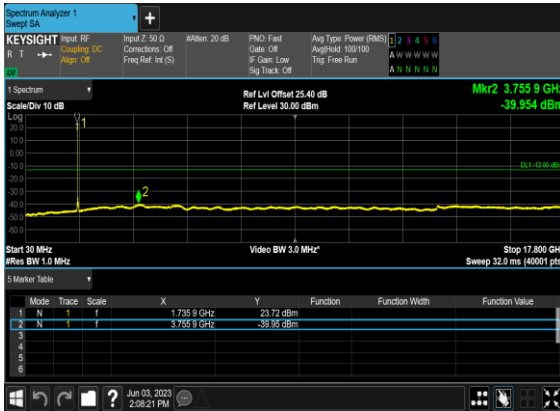 Spectrum Analyzer 1
Swept SA
+
KEYSIGHT Input: RF Input Z: 50 Ω #Atten: 20 dB PNO: Fast Avg Type: Power (RMS) 1 2 3 4 5 6
R T Coupling: DC Corrections: Off Gate: Off Avg|Hold: 100/100 A W W W W W
Align: Off Freq Ref: Int (S) IF Gain: Low Trig: Free Run
Sig Track: Off A N N N N N
1 Spectrum Ref Lvl Offset 25.40 dB Mkr2 3.755 9 GHz
Scale/Div 10 dB Ref Level 30.00 dBm -39.954 dBm
Log
1
20.0
10.0
0.00
-10.0
DL1 -13.00 dBm
-20.0
-30.0
2
-40.0
-50.0
-60.0
Start 30 MHz Video BW 3.0 MHz* Stop 17.800 GHz
#Res BW 1.0 MHz Sweep 32.0 ms (40001 pts)
5 Marker Table
Mode Trace Scale X Y Function Function Width Function Value
1 N 1 f 1.735 9 GHz 23.72 dBm
2 N 1 f 3.755 9 GHz -39.95 dBm
3
4
5
6
? Jun 03, 2023
2:08:21 PM